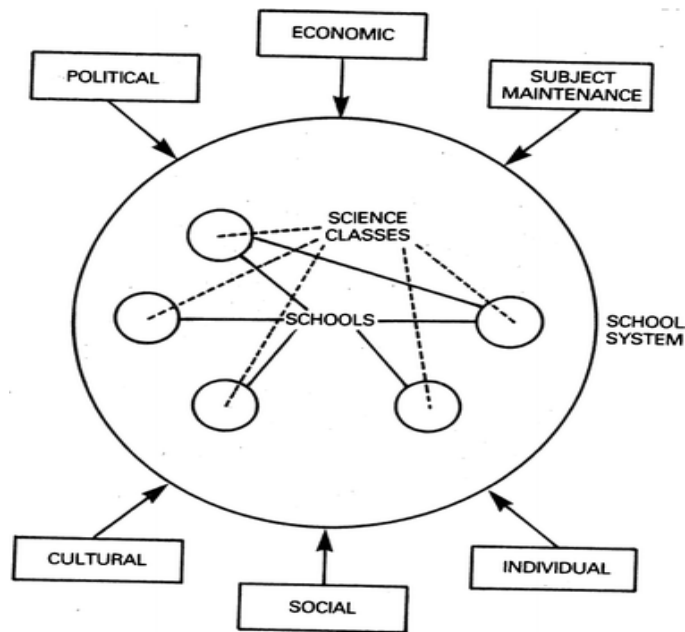 ECONOMIC
POLITICAL
SUBJECT
MAINTENANCE
SCIENCE
CLASSES
SCHOOLS
SCHOOL
SYSTEM
CULTURAL
SOCIAL
INDIVIDUAL